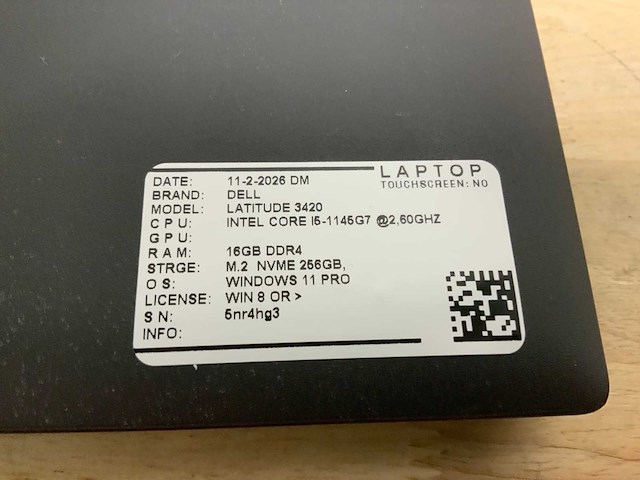 LAPTOP
TOUCHSCREEN: NO
DATE: 11-2-2026 DM
BRAND: DELL
MODEL: LATITUDE 3420
CPU: INTEL CORE I5-1145G7 @2,60GHZ
GPU:
RAM: 16GB DDR4
STRGE: M.2 NVME 256GB,
OS: WINDOWS 11 PRO
LICENSE: WIN 8 OR >
SN: 5nr4hg3
INFO: